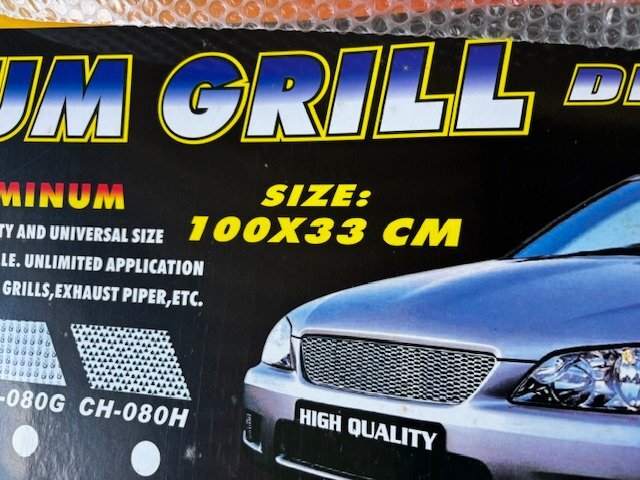 UM GRILL DE
MINUM
SIZE:
100X33 CM
TY AND UNIVERSAL SIZE
LE. UNLIMITED APPLICATION
GRILLS,EXHAUST PIPER,ETC.
-080G CH-080H
HIGH QUALITY